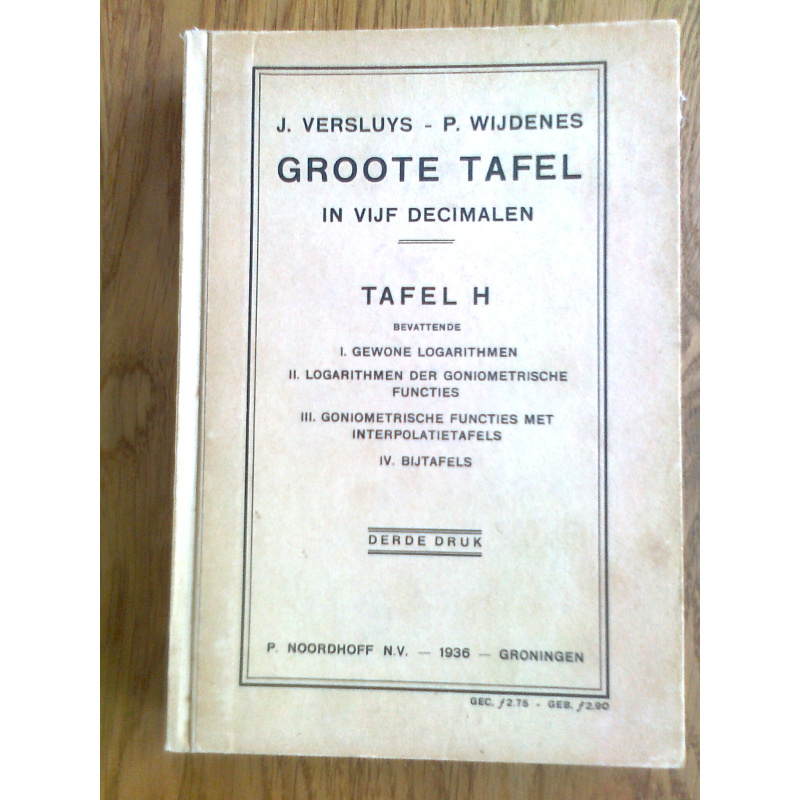 J. VERSLUYS - P. WIJDENES
GROOTE TAFEL
IN VIJF DECIMALEN
TAFEL H
BEVATTENDE
I. GEWONE LOGARITHMEN
II. LOGARITHMEN DER GONIOMETRISCHE
FUNCTIES
III. GONIOMETRISCHE FUNCTIES MET
INTERPOLATIETAFELS
IV. BIJTAFELS
DERDE DRUK
P. NOORDHOFF N.V. — 1936 — GRONINGEN
GEC. ƒ2.75 - GEB. ƒ2.90